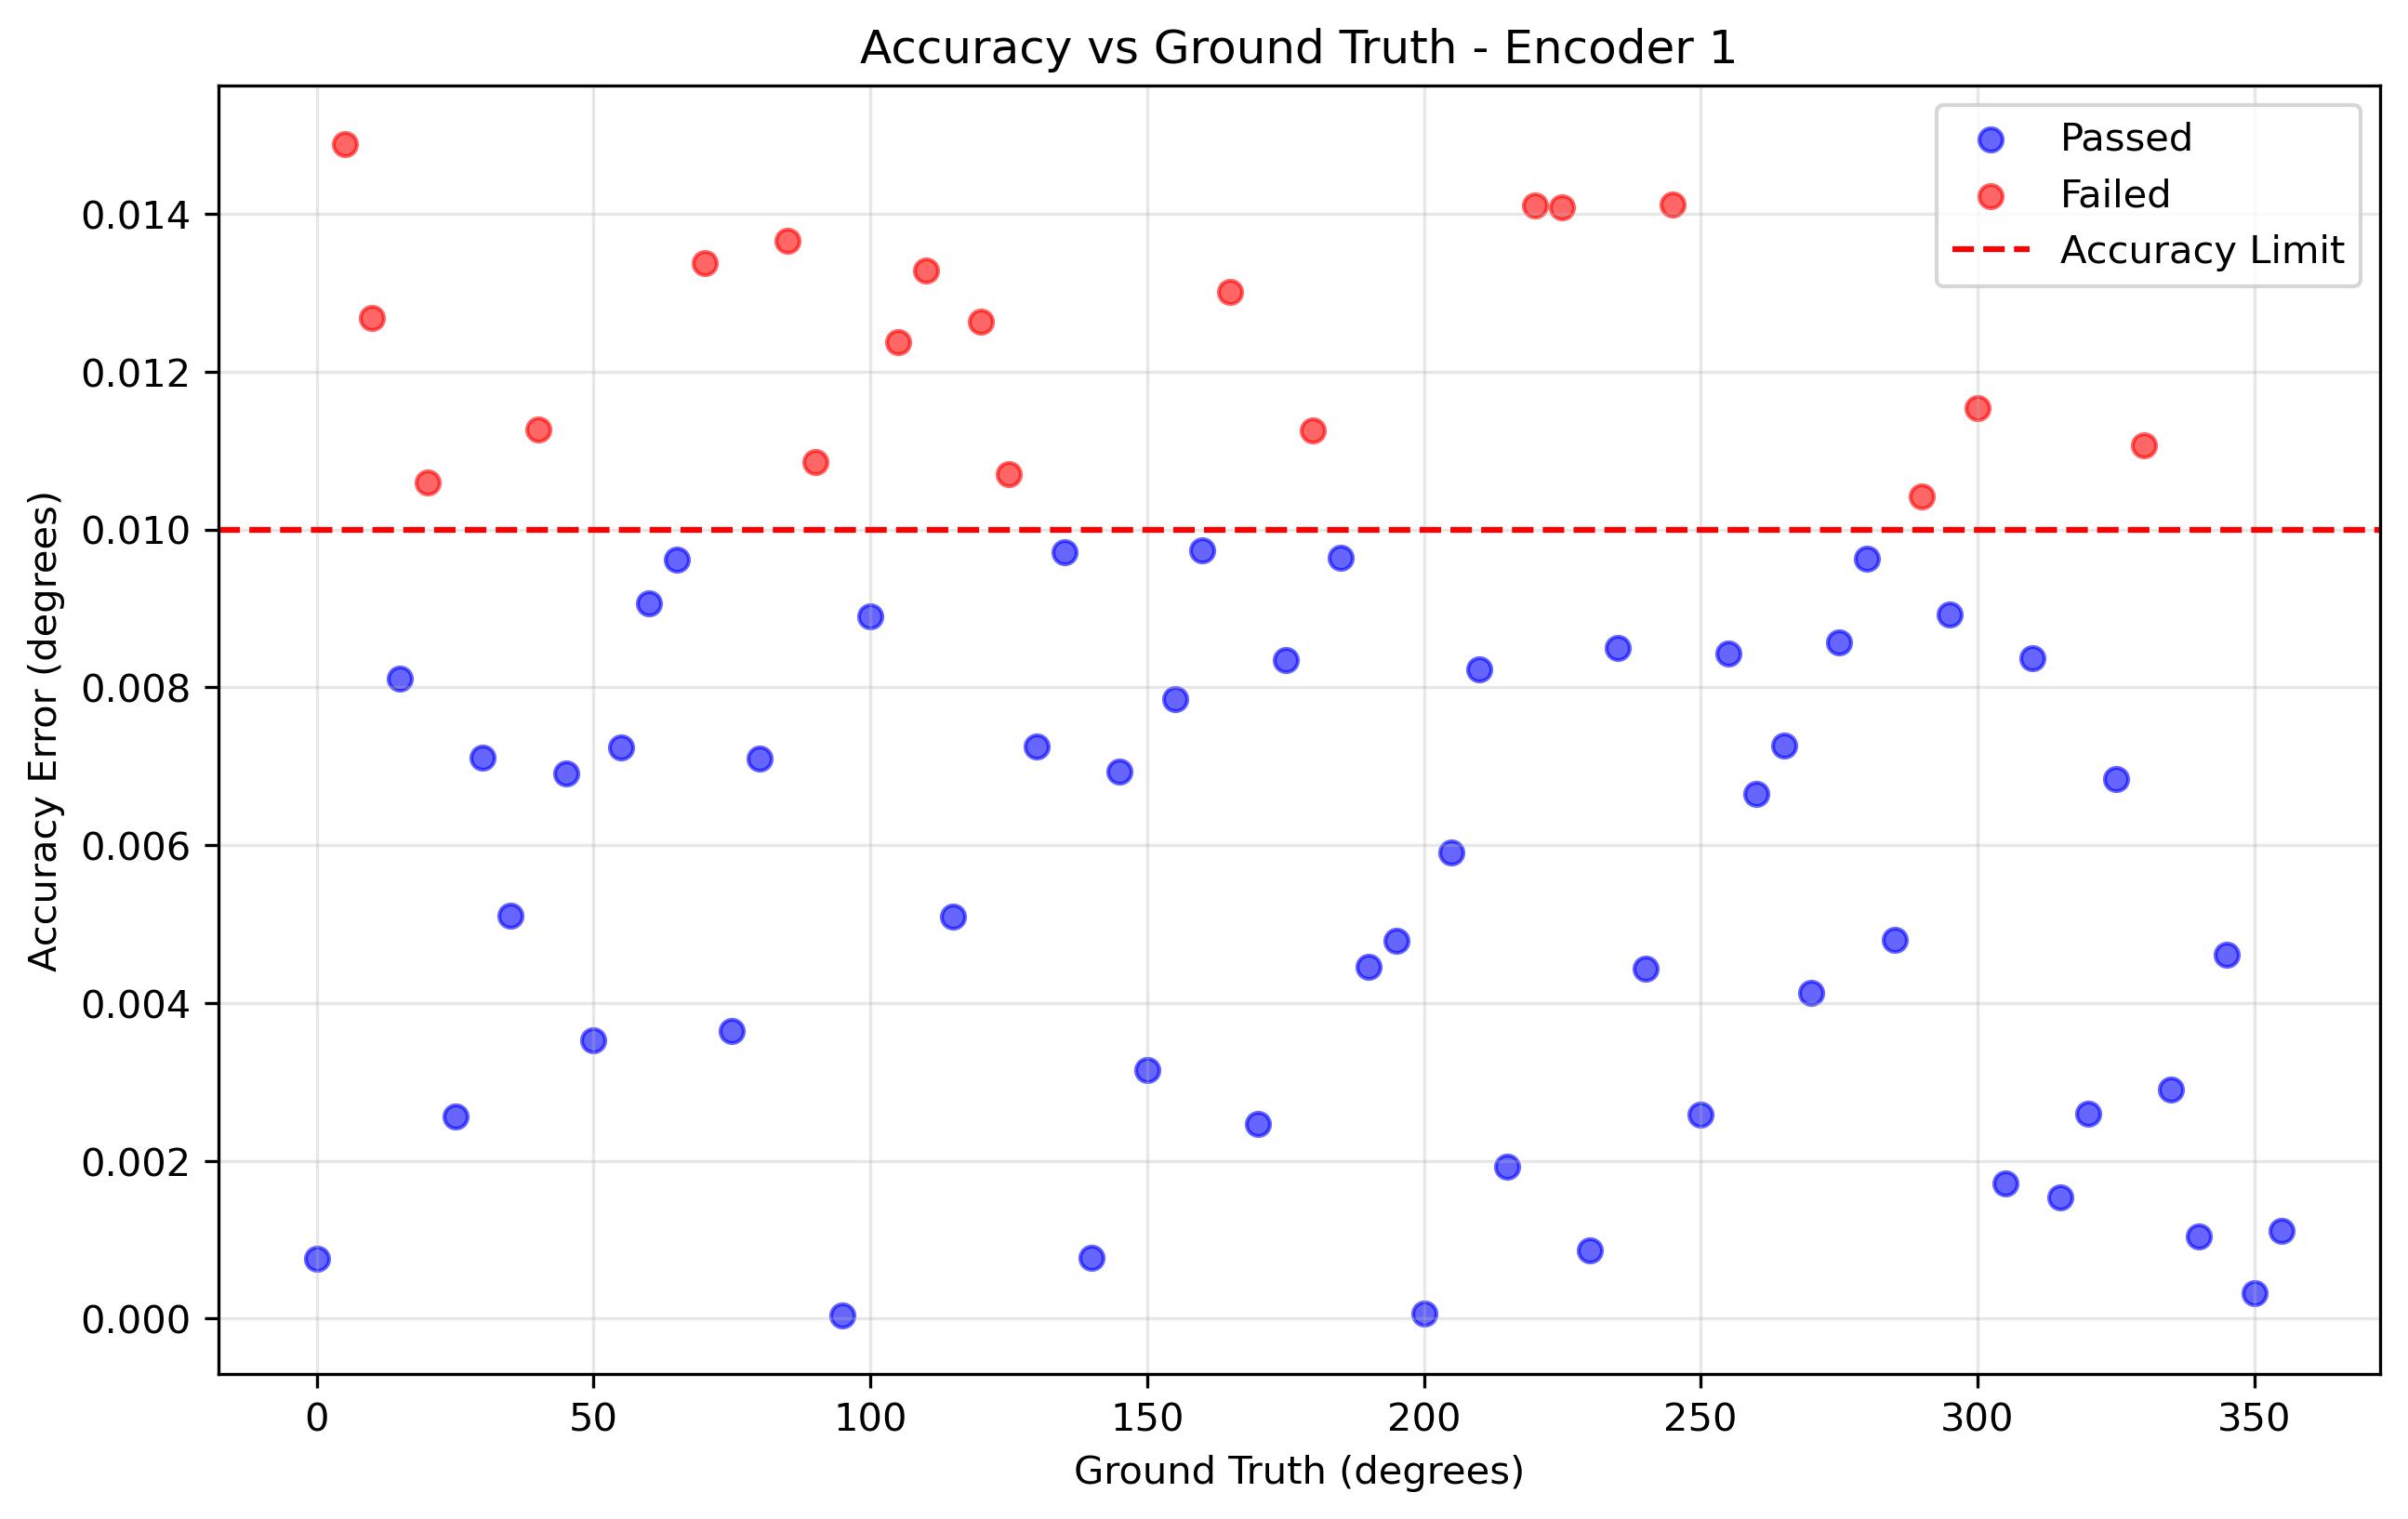 Accuracy vs Ground Truth - Encoder 1
Passed
Failed
Accuracy Limit
Accuracy Error (degrees)
0.014
0.012
0.010
0.008
0.006
0.004
0.002
0.000
0 50 100 150 200 250 300 350
Ground Truth (degrees)